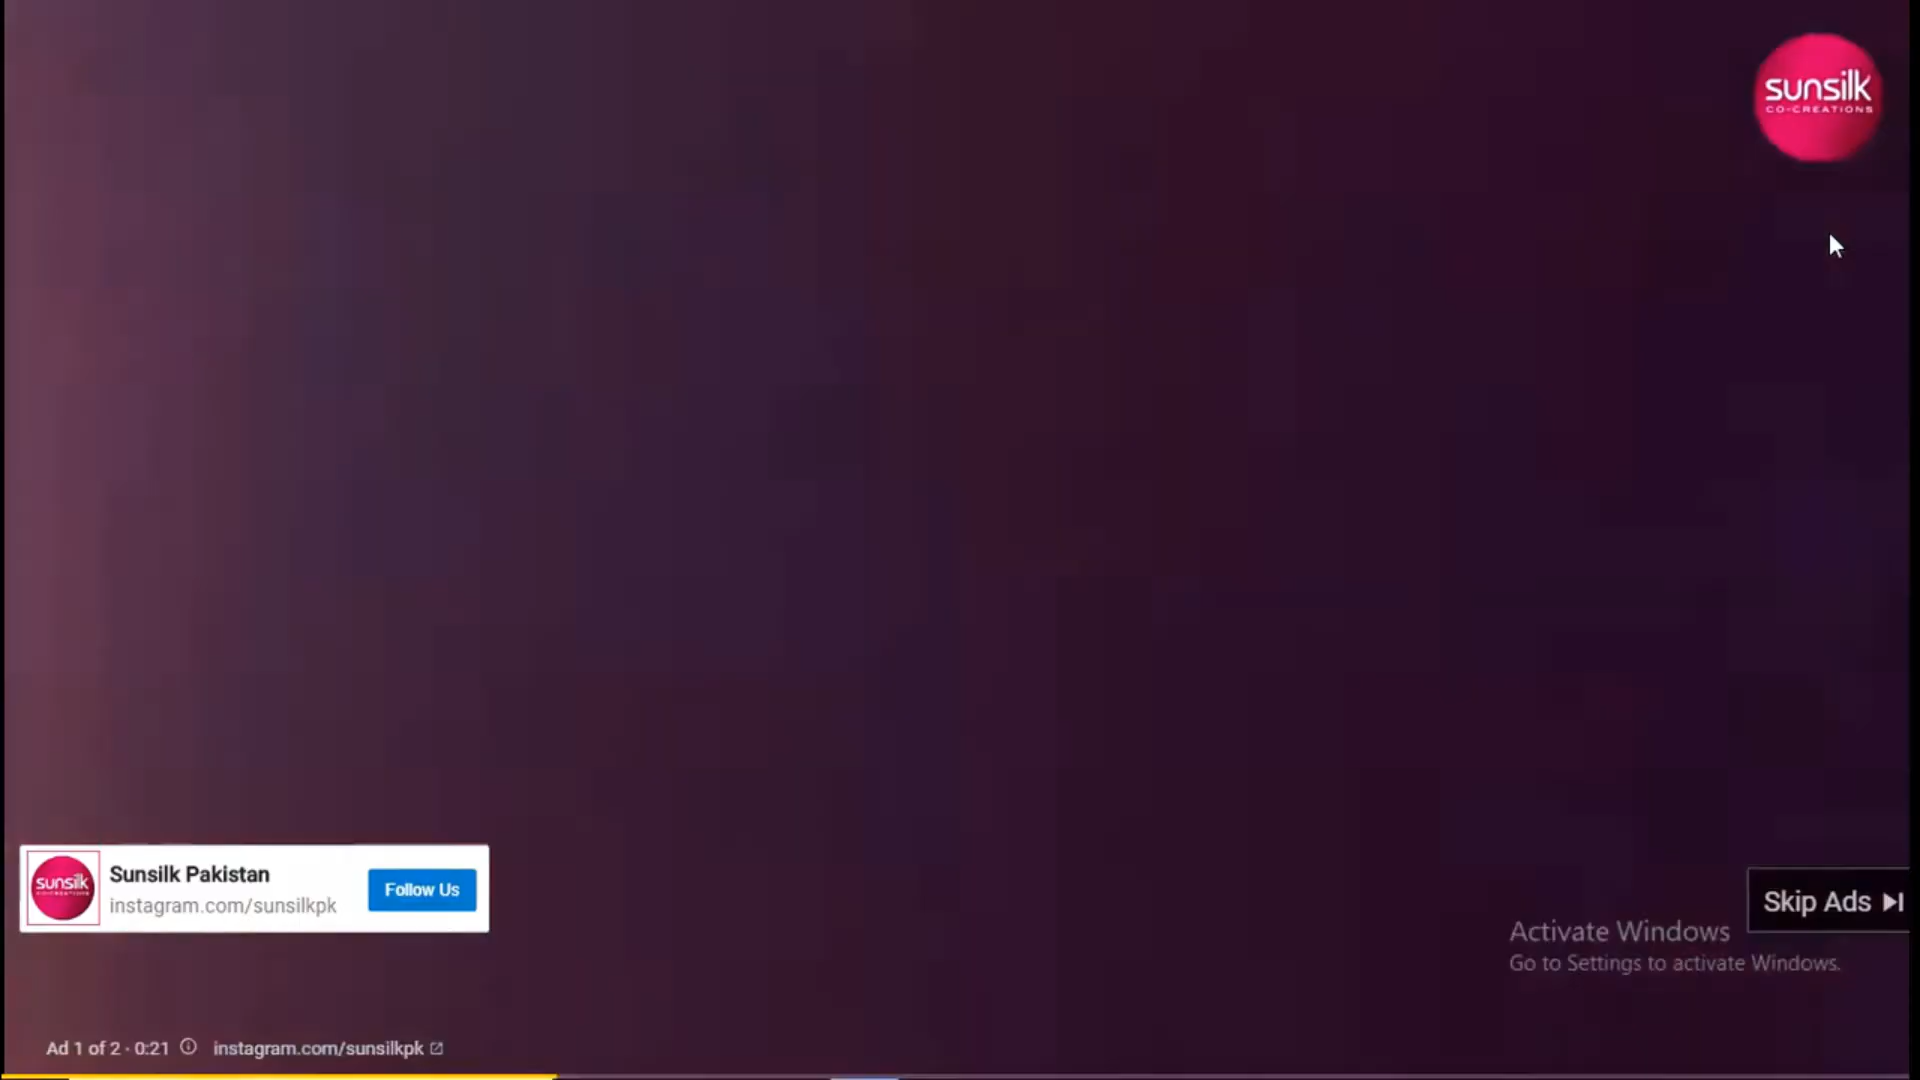 sunsilk
CO-CREATIONS
sunsilk
Sunsilk Pakistan
instagram.com/sunsilkpk
Follow Us
Skip Ads
Activate Windows
Go to Settings to activate Windows.
Ad 1 of 2 · 0:21
instagram.com/sunsilkpk